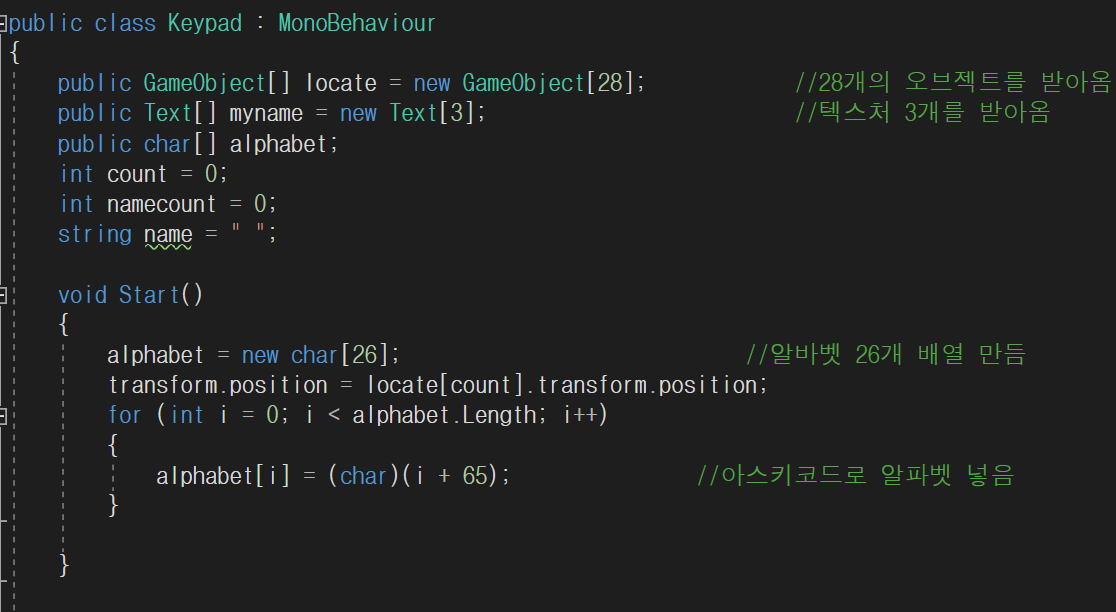 public class Keypad : MonoBehaviour
{
public GameObject[] locate = new GameObject[28]; //28개의 오브젝트를 받아옴
public Text[] myname = new Text[3]; //텍스처 3개를 받아옴
public char[] alphabet;
int count = 0;
int namecount = 0;
string name = " ";
void Start()
{
alphabet = new char[26]; //알바벳 26개 배열 만듬
transform.position = locate[count].transform.position;
for (int i = 0; i < alphabet.Length; i++)
{
alphabet[i] = (char)(i + 65); //아스키코드로 알파벳 넣음
}
}